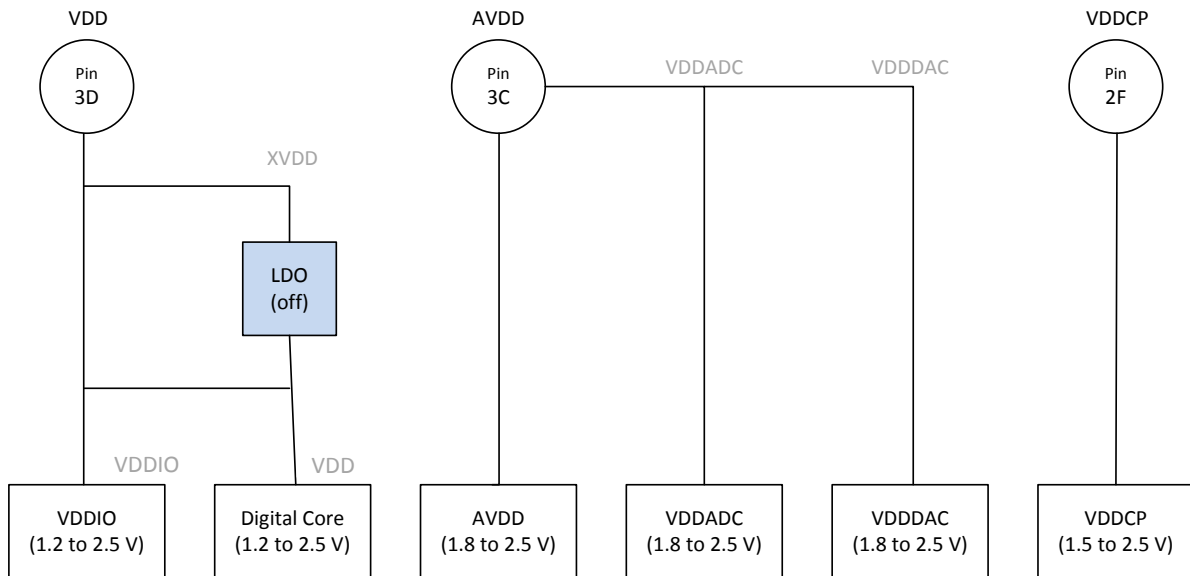 VDD
AVDD
VDDCP
Pin
3D
Pin
3C
VDDADC
VDDDAC
Pin
2F
XVDD
LDO
(off)
VDDIO
VDD
VDDIO
(1.2 to 2.5 V)
Digital Core
(1.2 to 2.5 V)
AVDD
(1.8 to 2.5 V)
VDDADC
(1.8 to 2.5 V)
VDDDAC
(1.8 to 2.5 V)
VDDCP
(1.5 to 2.5 V)